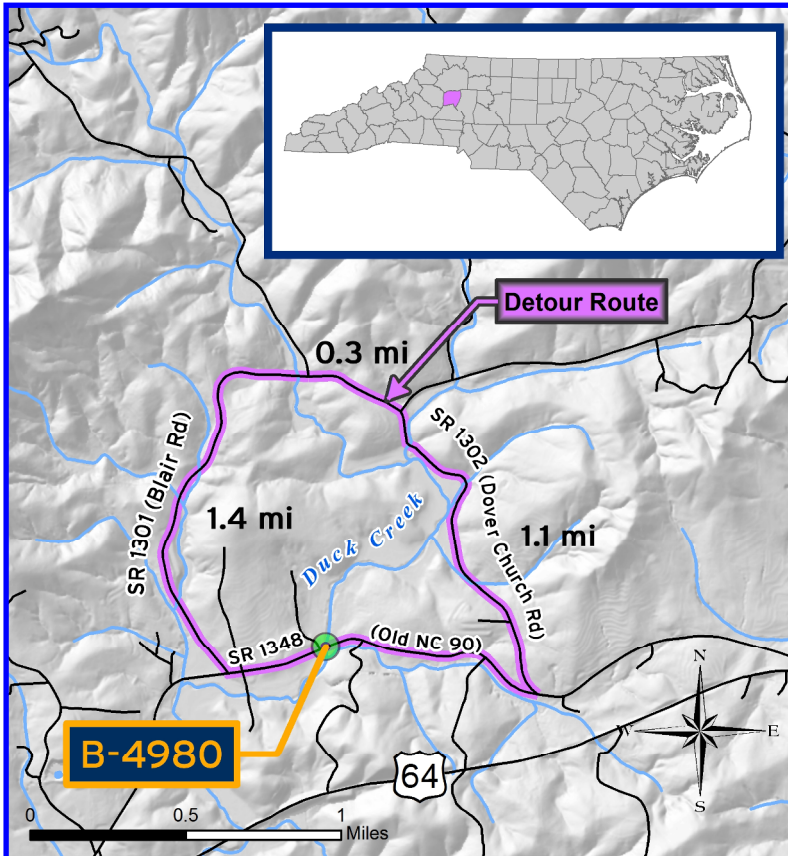 Detour Route
0.3 mi
SR 1301 (Blair Rd)
SR 1302 (Dover Church Rd)
1.4 mi
Duck Creek
1.1 mi
SR 1348
(Old NC 90)
N
W
E
S
B-4980
64
0
0.5
1
Miles